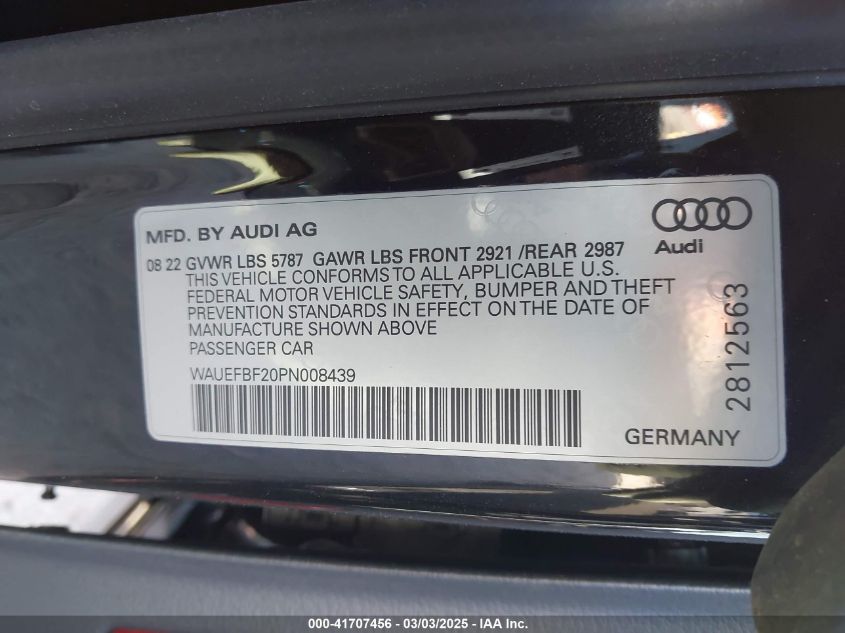 MFD. BY AUDI AG
08 22 GVWR LBS 5787 GAWR LBS FRONT 2921 /REAR 2987
THIS VEHICLE CONFORMS TO ALL APPLICABLE U.S.
FEDERAL MOTOR VEHICLE SAFETY, BUMPER AND THEFT
PREVENTION STANDARDS IN EFFECT ON THE DATE OF
MANUFACTURE SHOWN ABOVE
PASSENGER CAR
WAUEFBF20PN008439
Audi
2812563
GERMANY
000-41707456 - 03/03/2025 - IAA Inc.